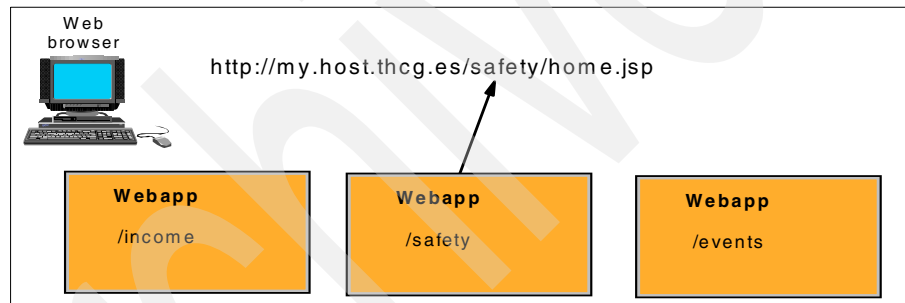 Web
browser
http://my.host.thcg.es/safety/home.jsp
Webapp
/income
Webapp
/safety
Webapp
/events